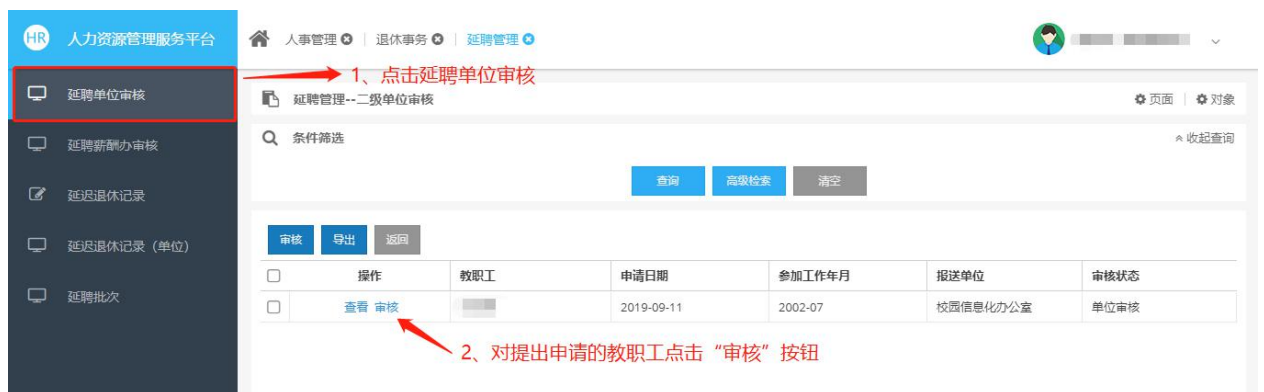 HR 人力资源管理服务平台 人事管理 退休事务 延聘管理
1、点击延聘单位审核
延聘单位审核
延聘管理--二级单位审核 页面 对象
条件筛选 收起查询
延聘薪酬办审核
查询 高级检索 清空
延迟退休记录
审核 导出 返回
延迟退休记录（单位）
操作 教职工 申请日期 参加工作年月 报送单位 审核状态
延聘批次
查看 审核 2019-09-11 2002-07 校园信息化办公室 单位审核
2、对提出申请的教职工点击“审核”按钮